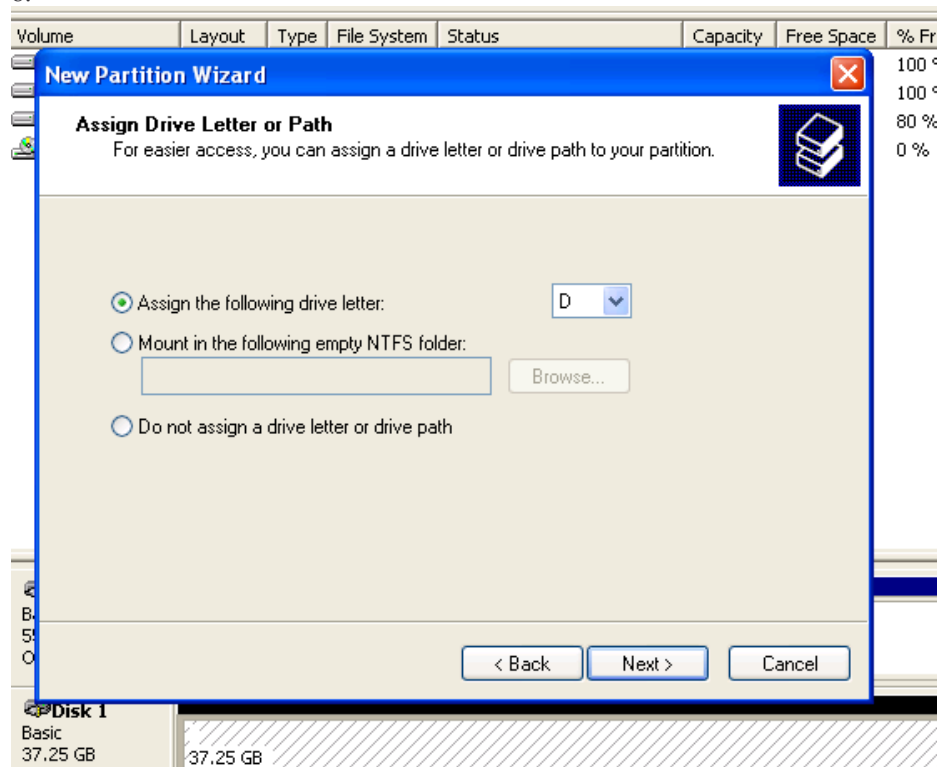 Volume Layout Type File System Status Capacity Free Space % Fr
New Partition Wizard
100 %
100 %
80 %
0 %
Assign Drive Letter or Path
For easier access, you can assign a drive letter or drive path to your partition.
Assign the following drive letter: D
Mount in the following empty NTFS folder:
Browse...
Do not assign a drive letter or drive path
< Back Next > Cancel
Disk 1
Basic
37.25 GB
37.25 GB